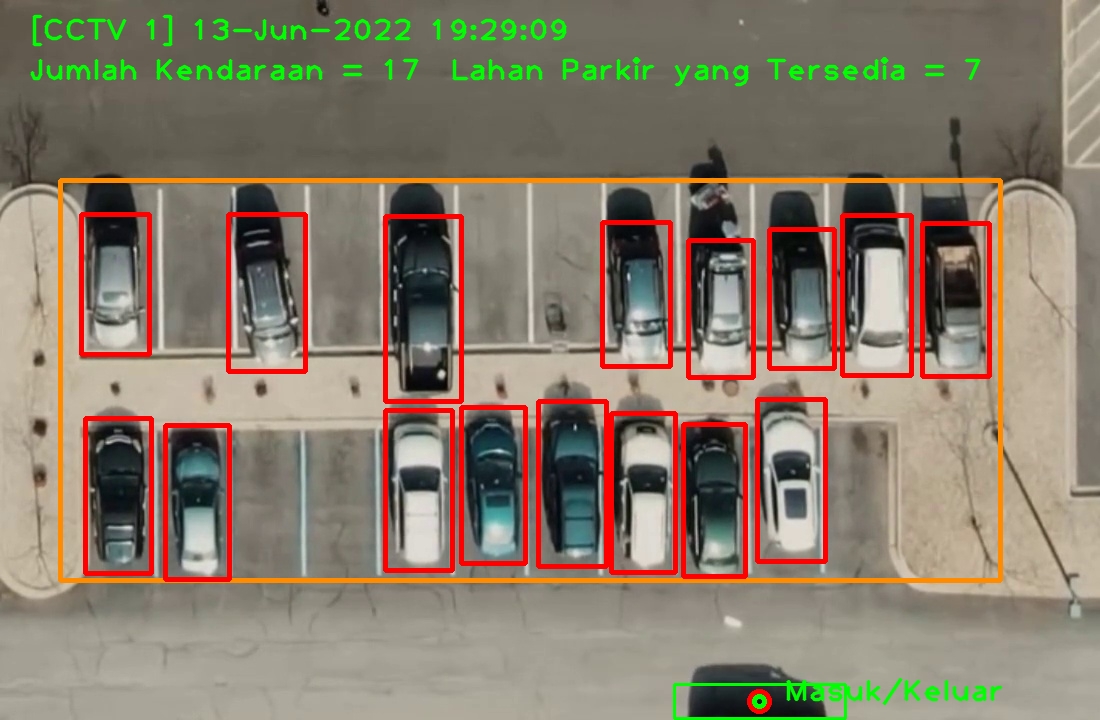 [CCTV 1] 13-Jun-2022 19:29:09
Jumlah Kendaraan = 17 Lahan Parkir yang Tersedia = 7
Masuk/Keluar